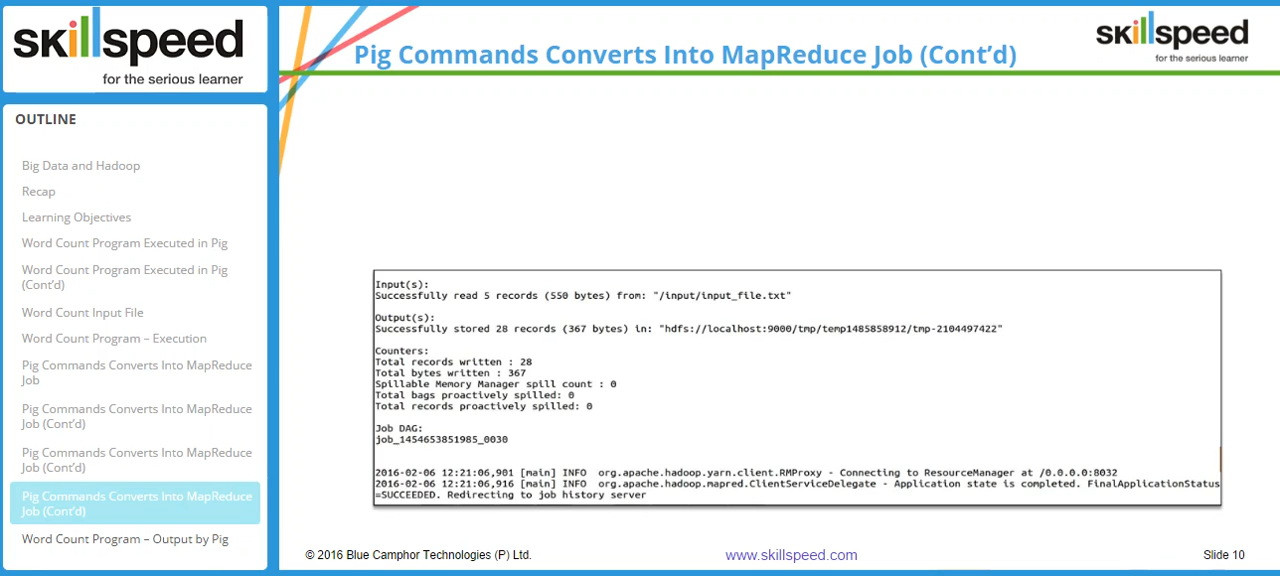 skillspeed
for the serious learner
OUTLINE
Big Data and Hadoop
Recap
Learning Objectives
Word Count Program Executed in Pig
Word Count Program Executed in Pig
(Cont’d)
Word Count Input File
Word Count Program – Execution
Pig Commands Converts Into MapReduce
Job
Pig Commands Converts Into MapReduce
Job (Cont’d)
Pig Commands Converts Into MapReduce
Job (Cont’d)
Pig Commands Converts Into MapReduce
Job (Cont’d)
Word Count Program – Output by Pig
Pig Commands Converts Into MapReduce Job (Cont’d)
skillspeed
for the serious learner
Input(s):
Successfully read 5 records (550 bytes) from: "/input/input_file.txt"
Output(s):
Successfully stored 28 records (367 bytes) in: "hdfs://localhost:9000/tmp/temp1485858912/tmp-2104497422"
Counters:
Total records written : 28
Total bytes written : 367
Spillable Memory Manager spill count : 0
Total bags proactively spilled: 0
Total records proactively spilled: 0
Job DAG:
job_1454653851985_0030
2016-02-06 12:21:06,901 [main] INFO  org.apache.hadoop.yarn.client.RMProxy - Connecting to ResourceManager at /0.0.0.0:8032
2016-02-06 12:21:06,916 [main] INFO  org.apache.hadoop.mapred.ClientServiceDelegate - Application state is completed. FinalApplicationStatus
=SUCCEEDED. Redirecting to job history server
© 2016 Blue Camphor Technologies (P) Ltd.
www.skillspeed.com
Slide 10